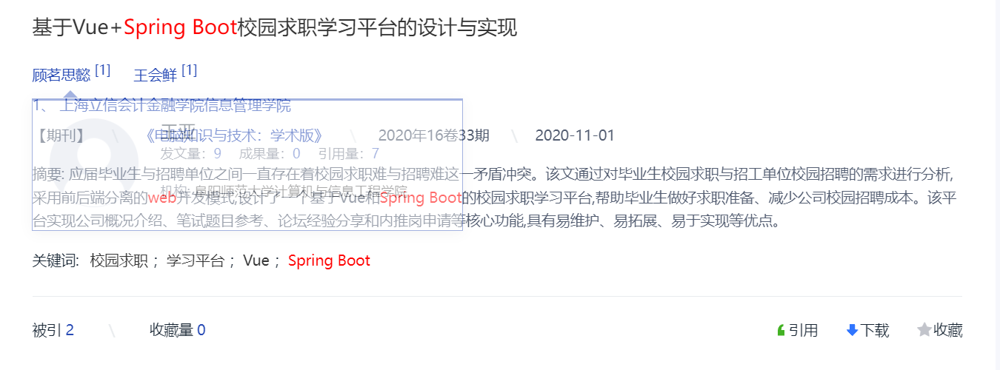 基于Vue+Spring Boot校园求职学习平台的设计与实现
顾茗思懿 [1] 王会鲜 [1]
1、 上海立信会计金融学院信息管理学院
【期刊】 \ 《电脑知识与技术：学术版》 \ 2020年16卷33期 \ 2020-11-01
发文量：9 成果量：0 引用量：7
摘要: 应届毕业生与招聘单位之间一直存在着校园求职难与招聘难这一矛盾冲突。该文通过对毕业生校园求职与招工单位校园招聘的需求进行分析,
机构: 阜阳师范大学计算机与信息工程学院
采用前后端分离的web开发模式,设计了一个基于Vue和Spring Boot的校园求职学习平台,帮助毕业生做好求职准备、减少公司校园招聘成本。该平
台实现公司概况介绍、笔试题目参考、论坛经验分享和内推岗申请等核心功能,具有易维护、易拓展、易于实现等优点。
关键词: 校园求职； 学习平台； Vue； Spring Boot
被引 2 \ 收藏量 0 引用 下载 收藏